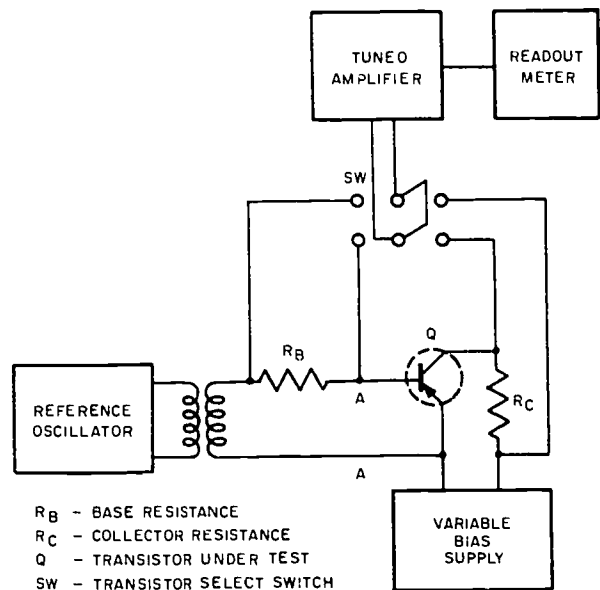 TUNEO
AMPLIFIER
READOUT
METER
SW
Q
RB
A
RC
REFERENCE
OSCILLATOR
A
VARIABLE
BIAS
SUPPLY
RB - BASE RESISTANCE
RC - COLLECTOR RESISTANCE
Q - TRANSISTOR UNDER TEST
SW - TRANSISTOR SELECT SWITCH